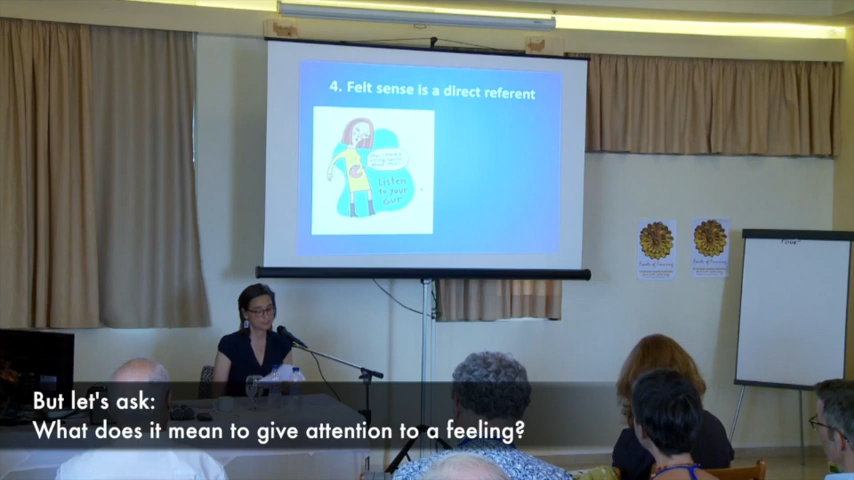 4. Felt sense is a direct referent
Listen
to your
Gut
But let's ask:
What does it mean to give attention to a feeling?